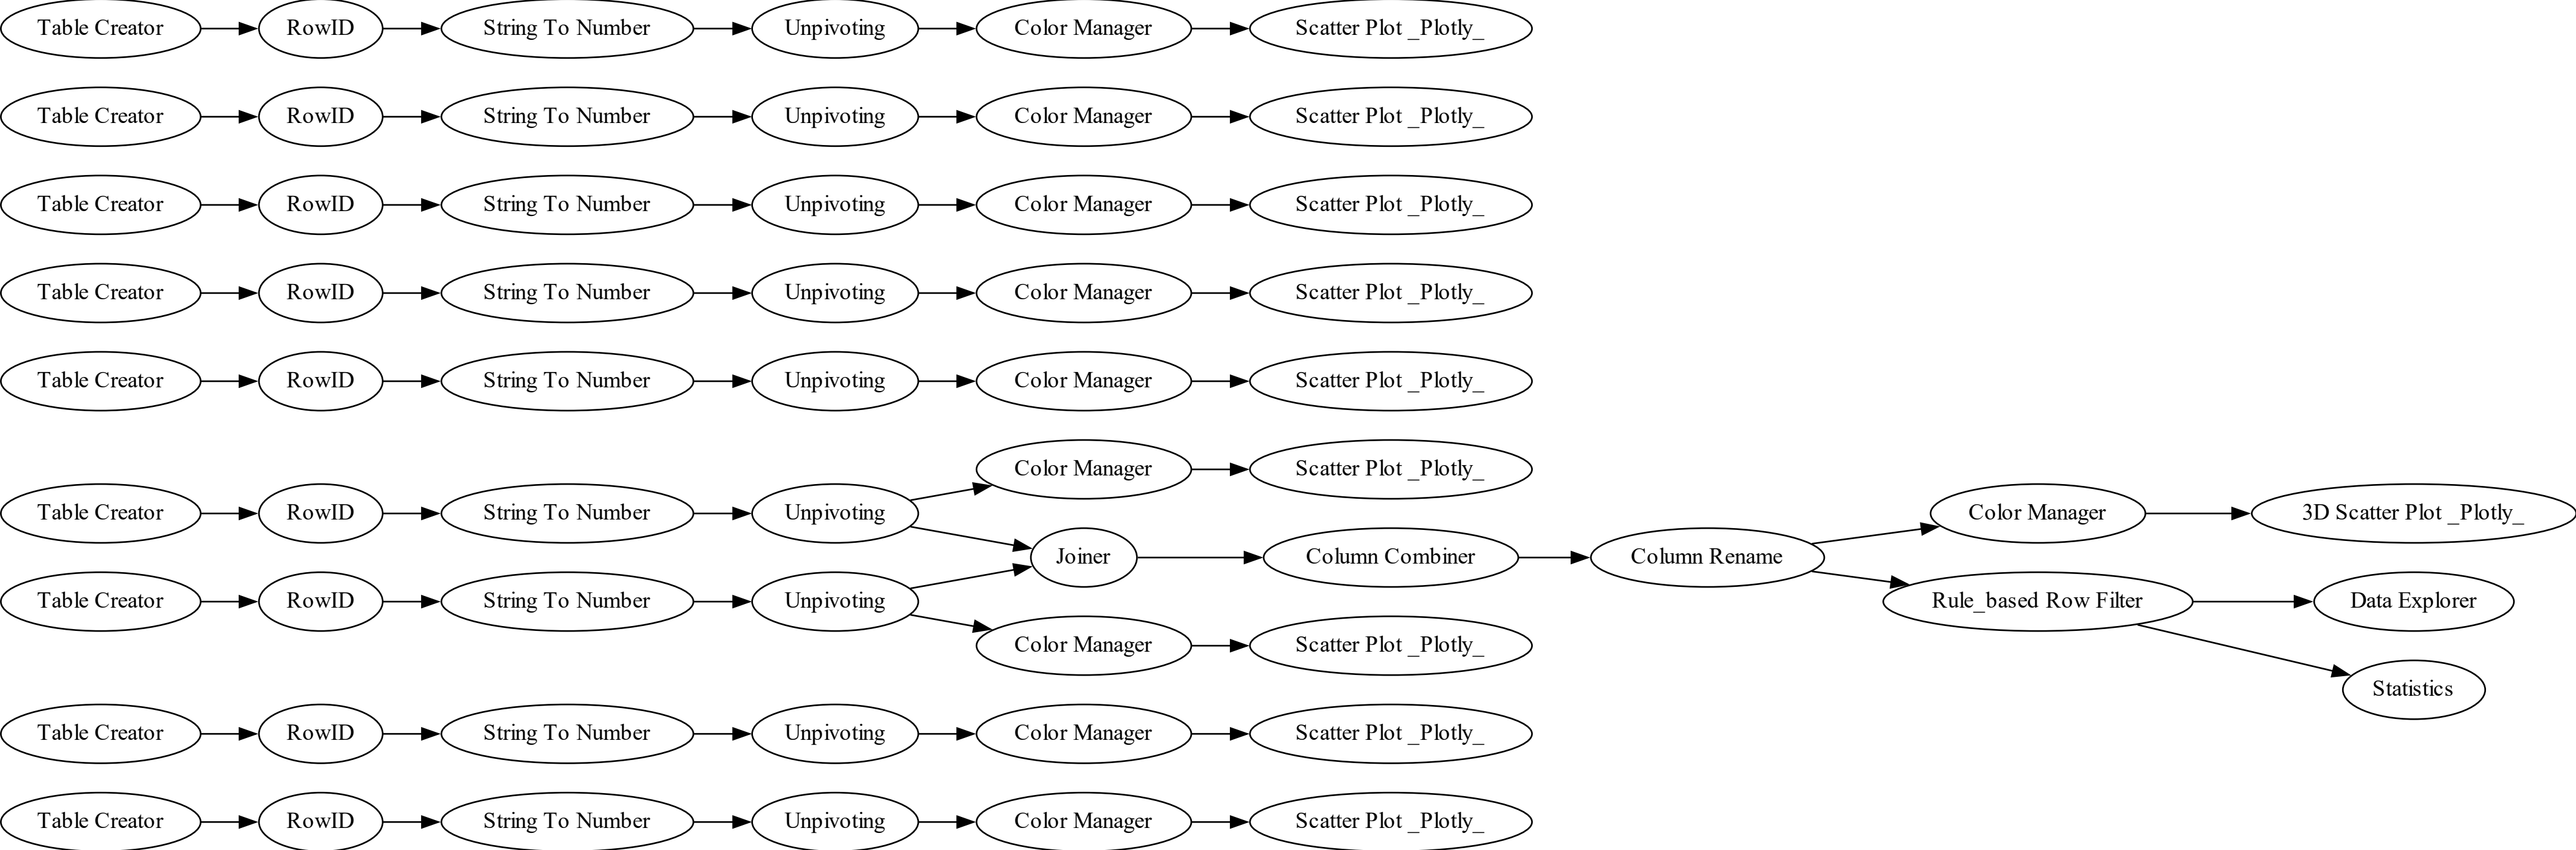 Table Creator RowID String To Number Unpivoting Color Manager Scatter Plot _Plotly_
Table Creator RowID String To Number Unpivoting Color Manager Scatter Plot _Plotly_
Table Creator RowID String To Number Unpivoting Color Manager Scatter Plot _Plotly_
Table Creator RowID String To Number Unpivoting Color Manager Scatter Plot _Plotly_
Table Creator RowID String To Number Unpivoting Color Manager Scatter Plot _Plotly_
Color Manager Scatter Plot _Plotly_
Table Creator RowID String To Number Unpivoting Color Manager 3D Scatter Plot _Plotly_
Joiner Column Combiner Column Rename
Table Creator RowID String To Number Unpivoting Rule_based Row Filter Data Explorer
Color Manager Scatter Plot _Plotly_
Statistics
Table Creator RowID String To Number Unpivoting Color Manager Scatter Plot _Plotly_
Table Creator RowID String To Number Unpivoting Color Manager Scatter Plot _Plotly_